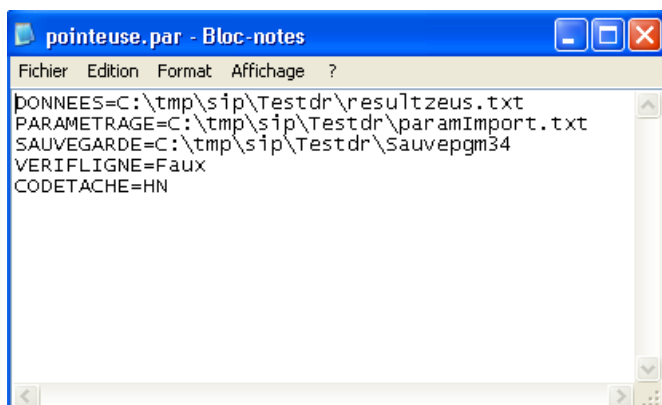 pointeuse.par - Bloc-notes
Fichier Edition Format Affichage ?
DONNEES=C:\tmp\sip\Testdr\resultzeus.txt
PARAMETRAGE=C:\tmp\sip\Testdr\paramImport.txt
SAUVEGARDE=C:\tmp\sip\Testdr\Sauvepgm34
VERIFLIGNE=Faux
CODETACHE=HN